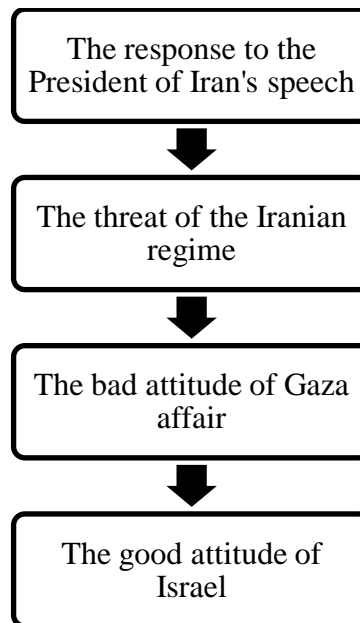 The response to the
President of Iran's speech
The threat of the Iranian
regime
The bad attitude of Gaza
affair
The good attitude of
Israel